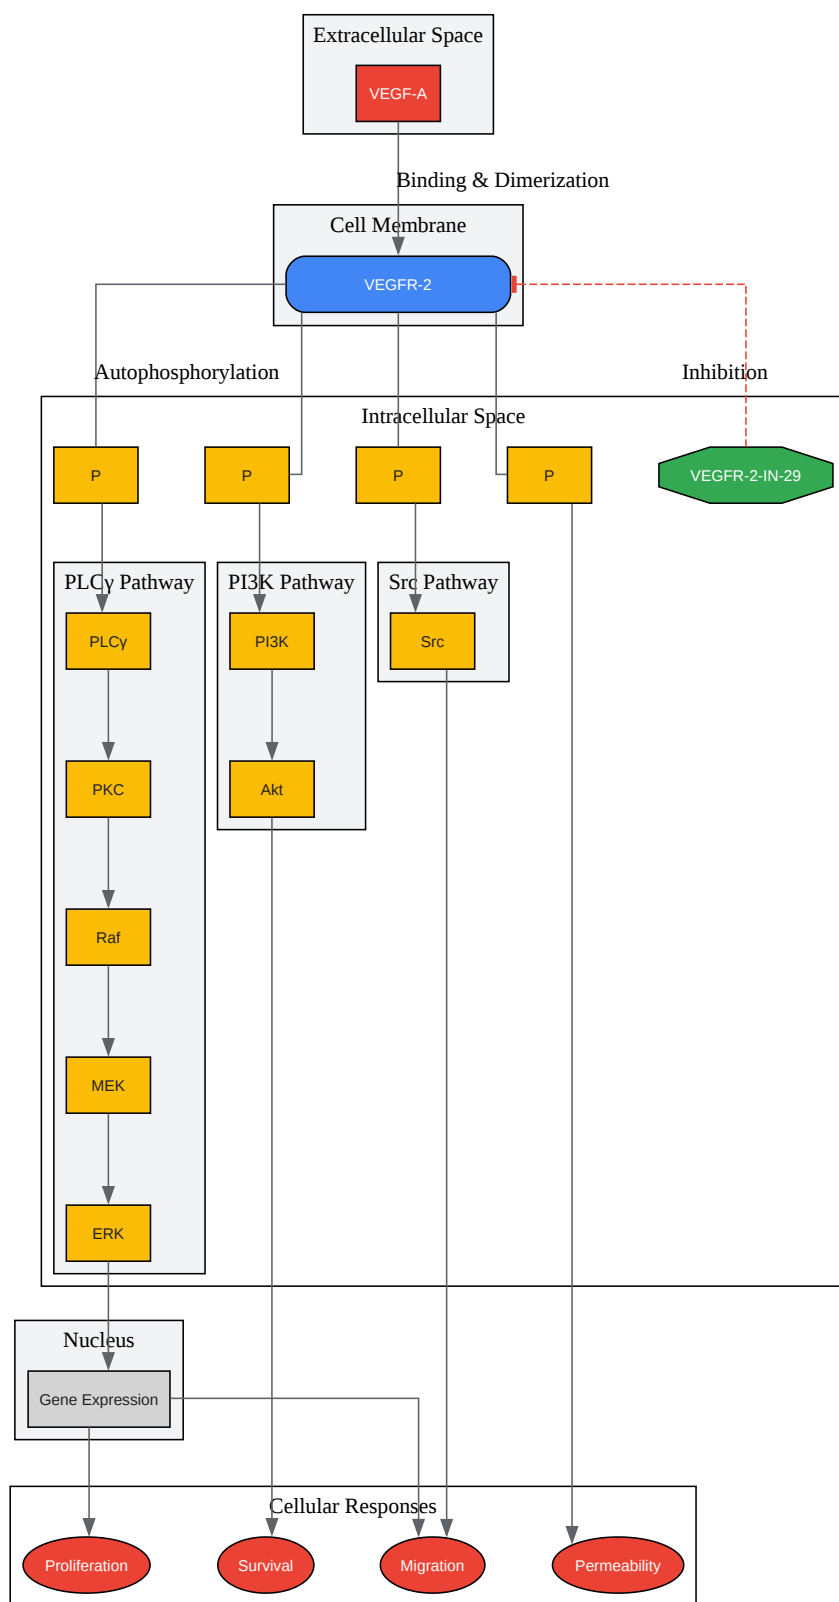 Extracellular Space
VEGF-A
Binding & Dimerization
Cell Membrane
VEGFR-2
Autophosphorylation
Inhibition
Intracellular Space
P
P
P
P
VEGFR-2-IN-29
PLCγ Pathway
PI3K Pathway
Src Pathway
PLCγ
PI3K
Src
PKC
Akt
Raf
MEK
ERK
Nucleus
Gene Expression
Cellular Responses
Proliferation
Survival
Migration
Permeability